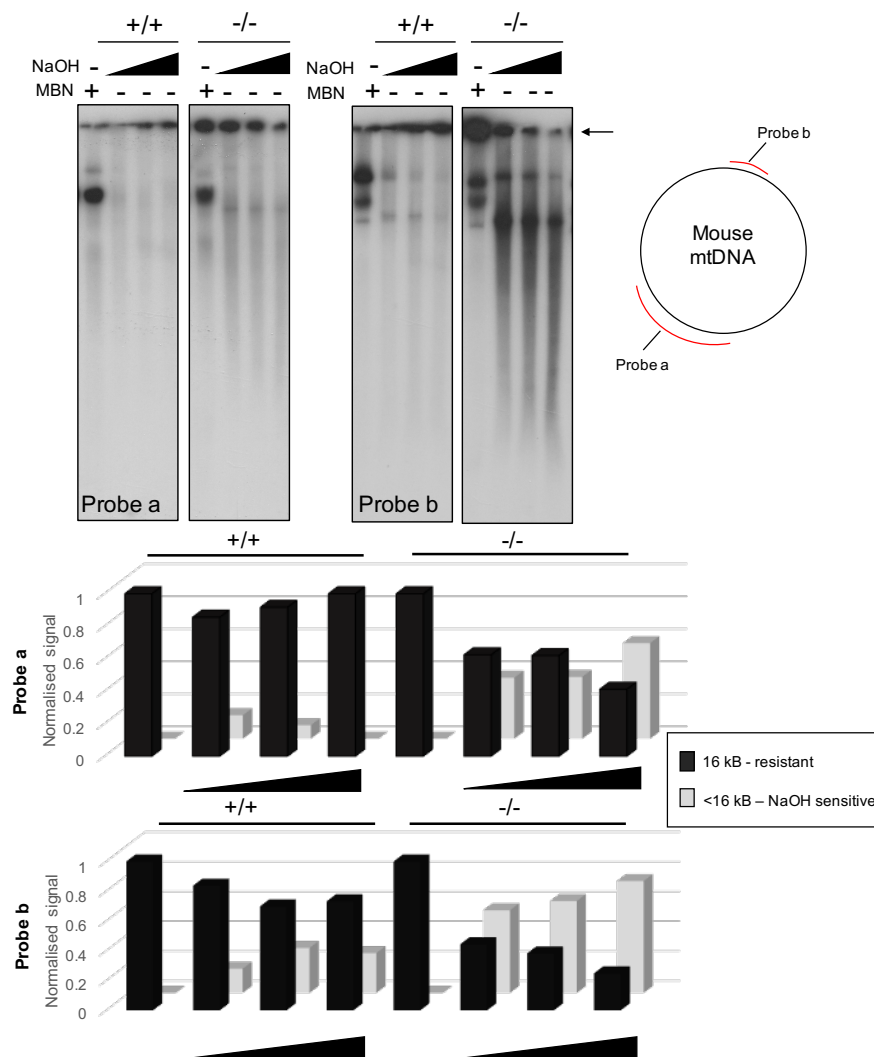 +/+ -/- +/+ -/-
NaOH - - NaOH - -
MBN + - - - + - - - MBN + - - - + - - -
Probe b
Mouse
mtDNA
Probe a
Probe a Probe b
+/+ -/-
Probe a
Normalised signal
1
0.8
0.6
0.4
0.2
0
16 kB - resistant
<16 kB – NaOH sensitive
+/+ -/-
Probe b
Normalised signal
1
0.8
0.6
0.4
0.2
0